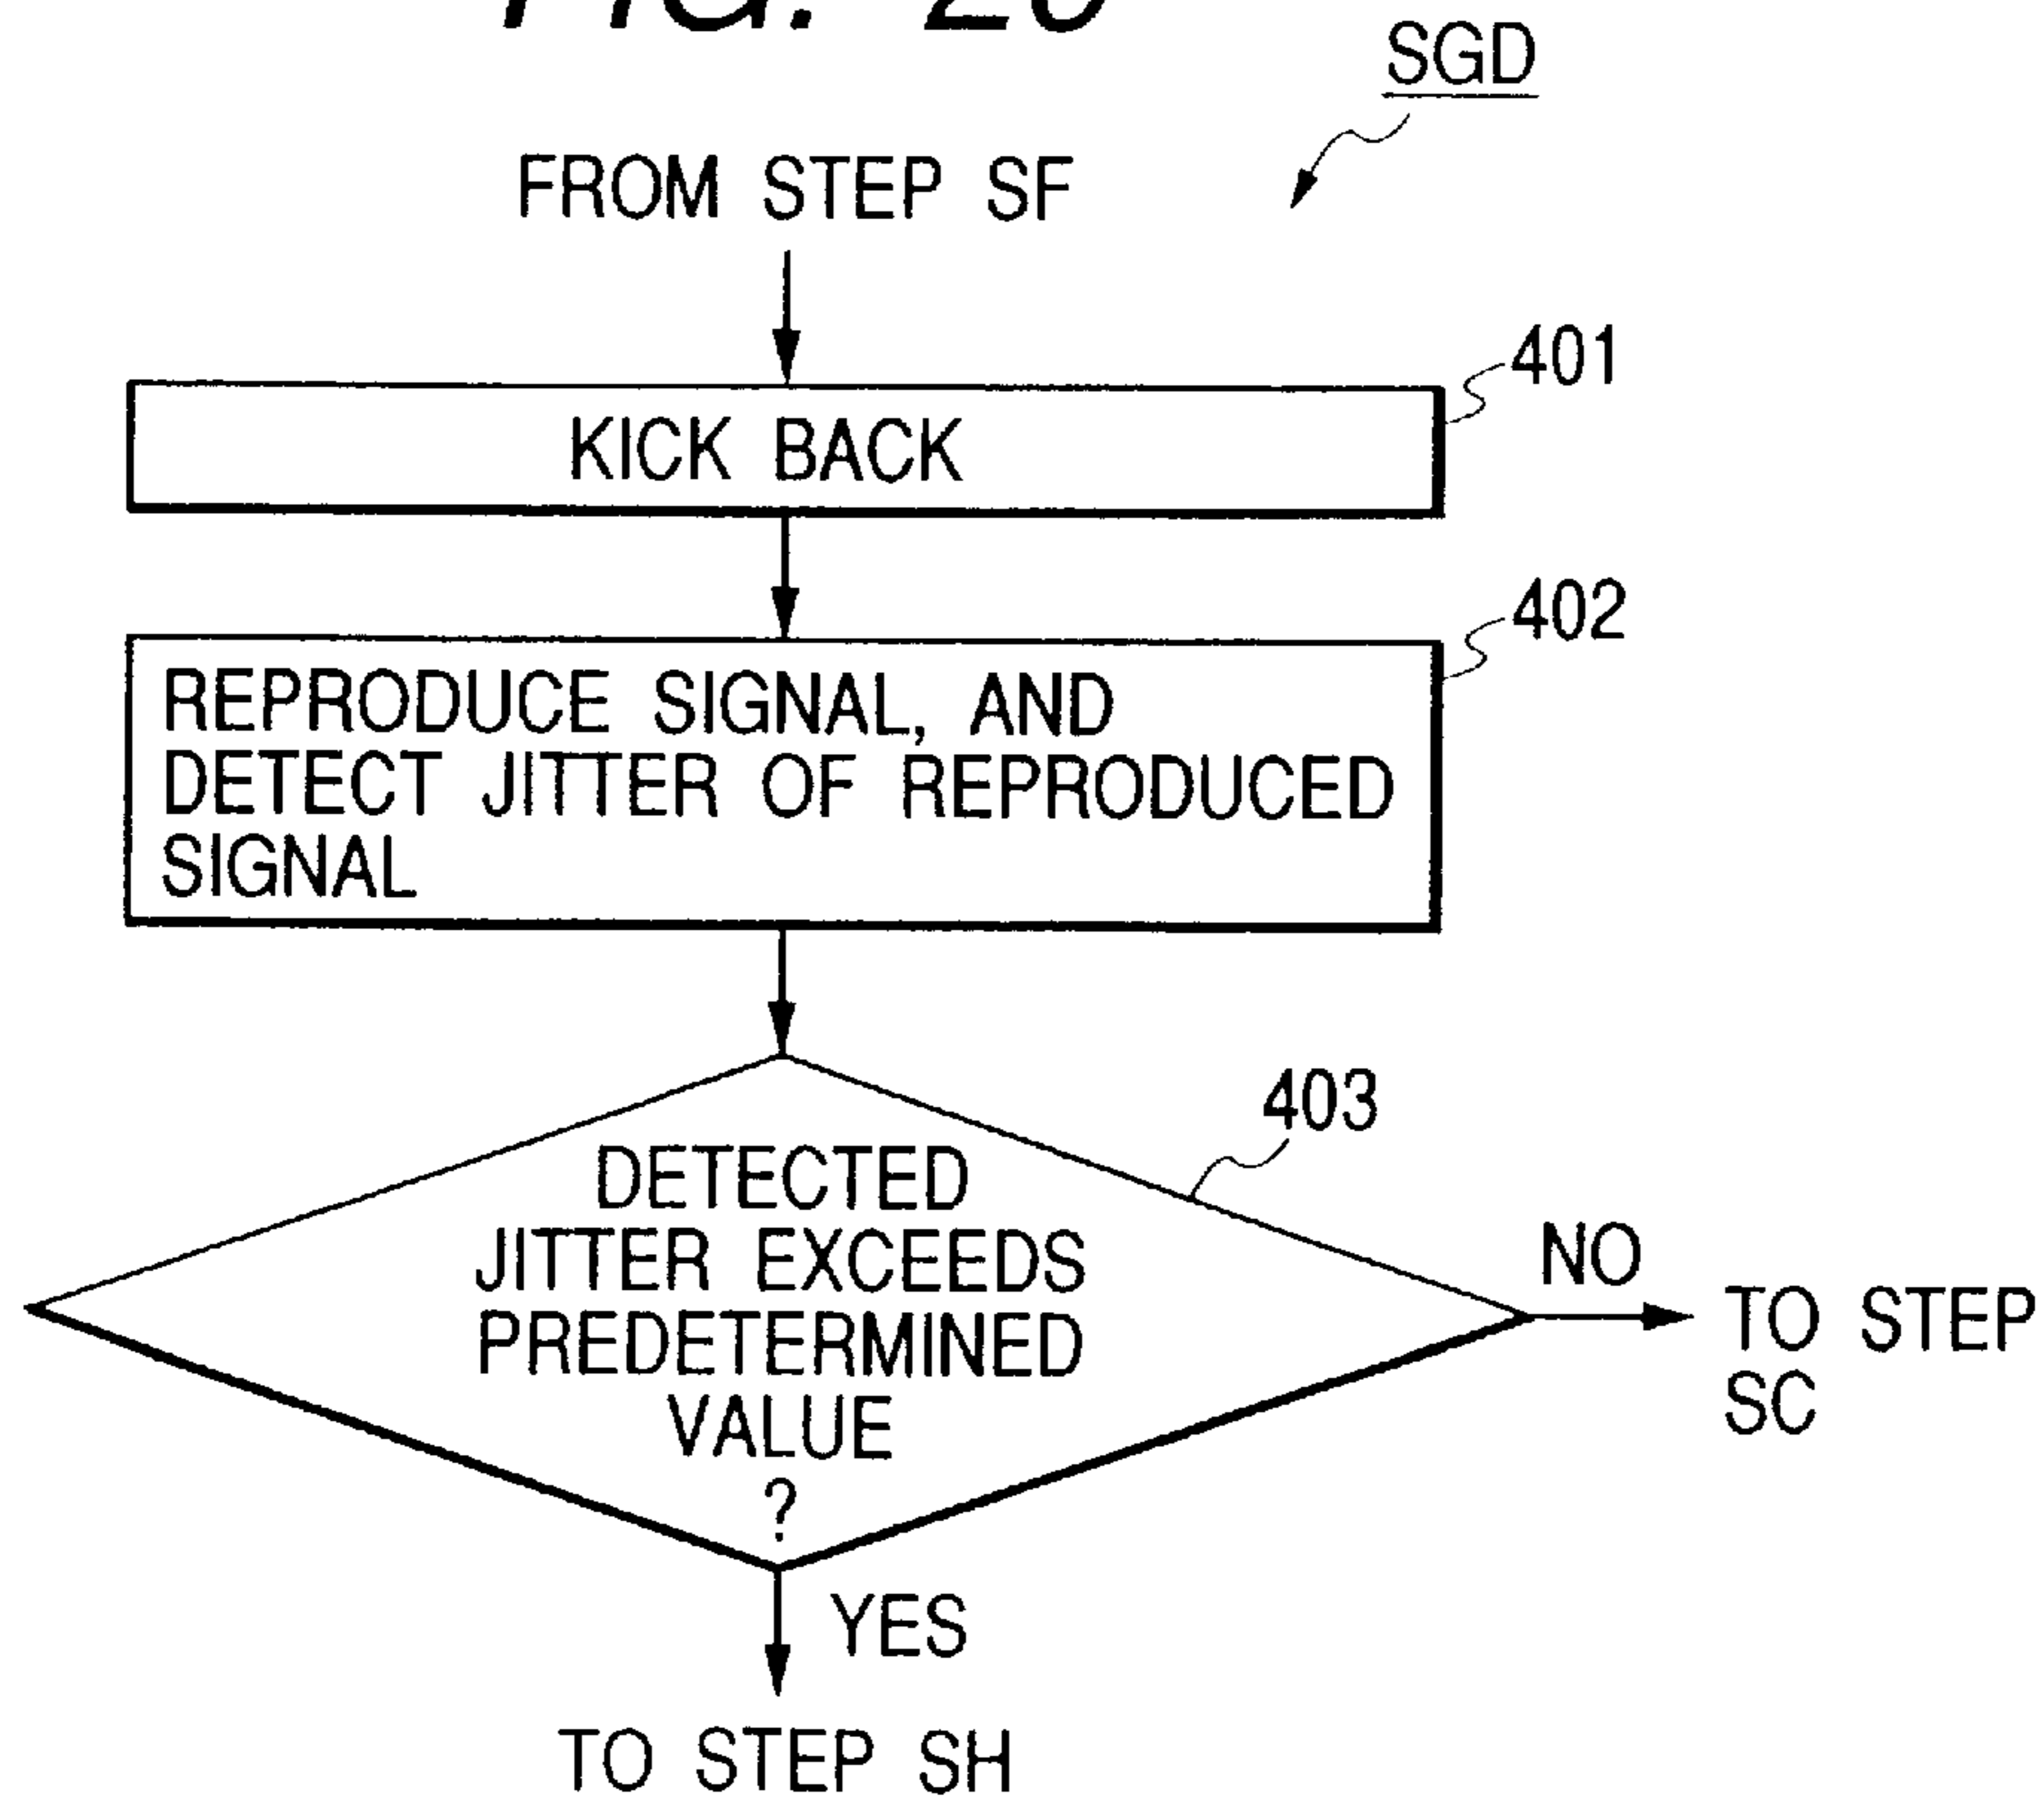 SGD
FROM STEP SF
401
KICK BACK
402
REPRODUCE SIGNAL, AND
DETECT JITTER OF REPRODUCED
SIGNAL
403
DETECTED
JITTER EXCEEDS
PREDETERMINED
VALUE
?
NO
TO STEP
SC
YES
TO STEP SH